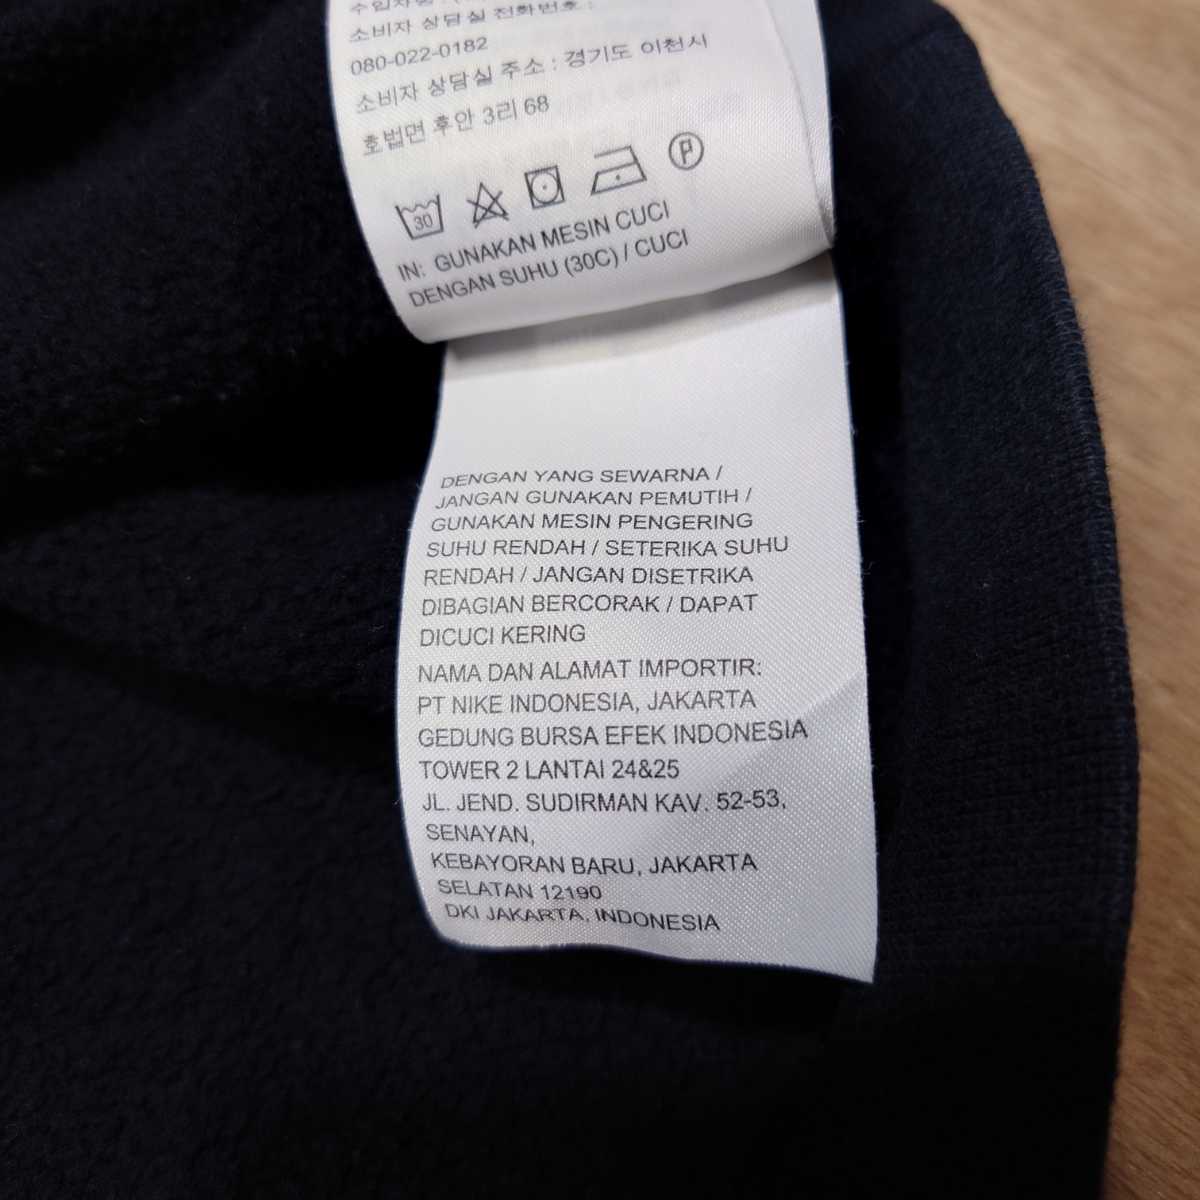 소비자 상담실 전화번호 :
080-022-0182
소비자 상담실 주소 : 경기도 이천시
호법면 후안 3리 68
30
P
IN: GUNAKAN MESIN CUCI
DENGAN SUHU (30C) / CUCI
DENGAN YANG SEWARNA /
JANGAN GUNAKAN PEMUTIH /
GUNAKAN MESIN PENGERING
SUHU RENDAH / SETERIKA SUHU
RENDAH / JANGAN DISETRIKA
DIBAGIAN BERCORAK / DAPAT
DICUCI KERING
NAMA DAN ALAMAT IMPORTIR:
PT NIKE INDONESIA, JAKARTA
GEDUNG BURSA EFEK INDONESIA
TOWER 2 LANTAI 24&25
JL. JEND. SUDIRMAN KAV. 52-53,
SENAYAN,
KEBAYORAN BARU, JAKARTA
SELATAN 12190
DKI JAKARTA, INDONESIA